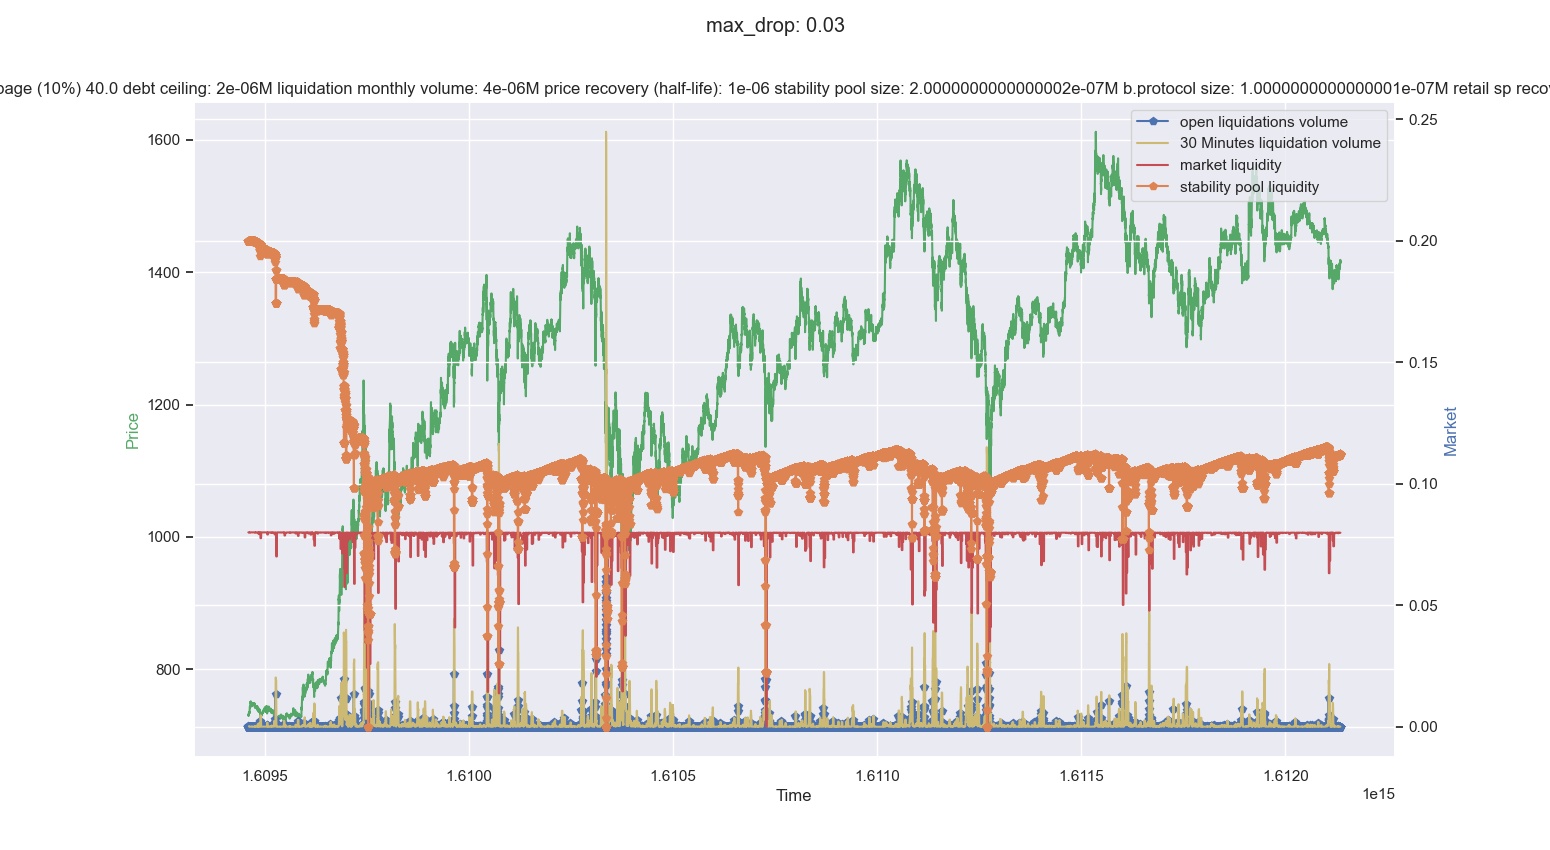 max_drop: 0.03
page (10%) 40.0 debt ceiling: 2e-06M liquidation monthly volume: 4e-06M price recovery (half-life): 1e-06 stability pool size: 2.0000000000000002e-07M b.protocol size: 1.0000000000000001e-07M retail sp reco
open liquidations volume
30 Minutes liquidation volume
market liquidity
stability pool liquidity
1600
1400
1200
1000
800
Price
0.25
0.20
0.15
0.10
0.05
0.00
Market
1.6095 1.6100 1.6105 1.6110 1.6115 1.6120
Time
1e15